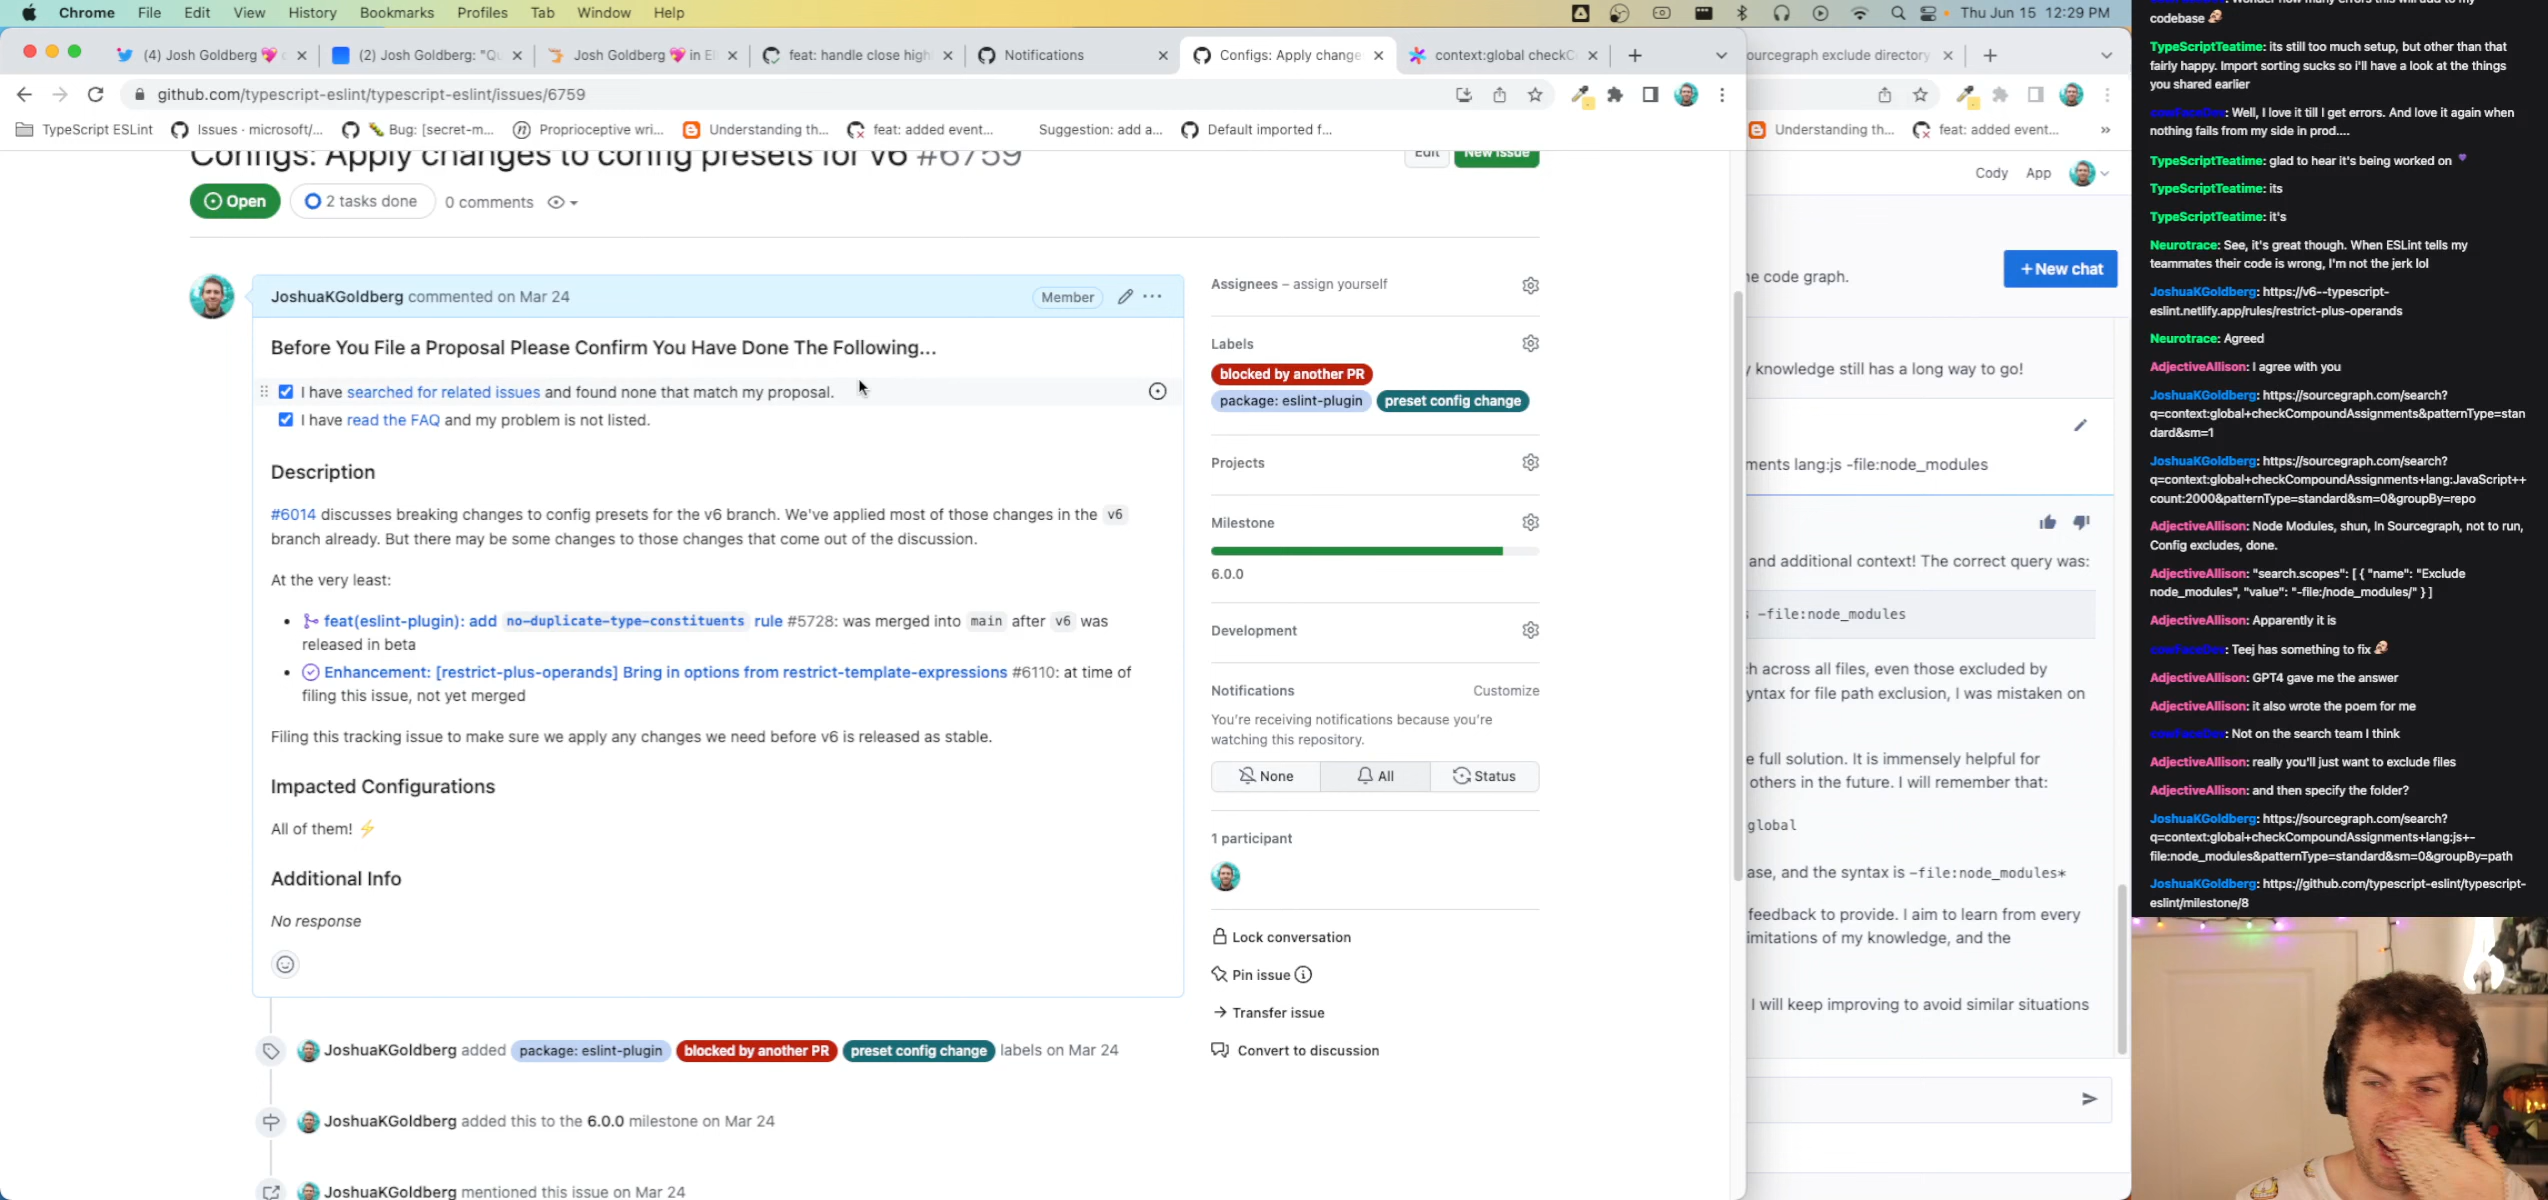 Chrome File Edit View History Bookmarks Profiles Tab Window Help
Thu Jun 15 12:29 PM
(4) Josh Goldberg
(2) Josh Goldberg: "Qu
Josh Goldberg 💖 in El
feat: handle close high
Notifications
Configs: Apply change
context:global checkC
ourcegraph exclude directory
github.com/typescript-eslint/typescript-eslint/issues/6759
TypeScript ESLint
Issues · microsoft/...
Bug: [secret-m...
Proprioceptive wri...
Understanding th...
feat: added event...
Suggestion: add a...
Default imported f...
Understanding th...
feat: added event...
Configs: Apply changes to config presets for v6 #6759
Edit
New issue
Open
2 tasks done
0 comments
JoshuaKGoldberg commented on Mar 24
Member
Before You File a Proposal Please Confirm You Have Done The Following...
I have searched for related issues and found none that match my proposal.
I have read the FAQ and my problem is not listed.
Description
#6014 discusses breaking changes to config presets for the v6 branch. We've applied most of those changes in the v6
branch already. But there may be some changes to those changes that come out of the discussion.
At the very least:
feat(eslint-plugin): add no-duplicate-type-constituents rule #5728: was merged into main after v6 was
released in beta
Enhancement: [restrict-plus-operands] Bring in options from restrict-template-expressions #6110: at time of
filing this issue, not yet merged
Filing this tracking issue to make sure we apply any changes we need before v6 is released as stable.
Impacted Configurations
All of them! ⚡
Additional Info
No response
JoshuaKGoldberg added package: eslint-plugin blocked by another PR preset config change labels on Mar 24
JoshuaKGoldberg added this to the 6.0.0 milestone on Mar 24
JoshuaKGoldberg mentioned this issue on Mar 24
Assignees – assign yourself
Labels
blocked by another PR
package: eslint-plugin preset config change
Projects
Milestone
6.0.0
Development
Notifications Customize
You're receiving notifications because you're
watching this repository.
None All Status
1 participant
Lock conversation
Pin issue
Transfer issue
Convert to discussion
Cody App
e code graph.
+ New chat
knowledge still has a long way to go!
ments lang:js -file:node_modules
and additional context! The correct query was:
-file:node_modules
across all files, even those excluded by
yntax for file path exclusion, I was mistaken on
e full solution. It is immensely helpful for
others in the future. I will remember that:
global
ase, and the syntax is -file:node_modules*
feedback to provide. I aim to learn from every
imitations of my knowledge, and the
I will keep improving to avoid similar situations
codebase
TypeScriptTeatime: its still too much setup, but other than that
fairly happy. Import sorting sucks so i'll have a look at the things
you shared earlier
cowFaceDev: Well, I love it till I get errors. And love it again when
nothing fails from my side in prod....
TypeScriptTeatime: glad to hear it's being worked on
TypeScriptTeatime: its
TypeScriptTeatime: it's
Neurotrace: See, it's great though. When ESLint tells my
teammates their code is wrong, I'm not the jerk lol
JoshuaKGoldberg: https://v6--typescript-
eslint.netlify.app/rules/restrict-plus-operands
Neurotrace: Agreed
AdjectiveAllison: I agree with you
JoshuaKGoldberg: https://sourcegraph.com/search?
q=context:global+checkCompoundAssignments&patternType=stan
dard&sm=1
JoshuaKGoldberg: https://sourcegraph.com/search?
q=context:global+checkCompoundAssignments+lang:JavaScript++
count:2000&patternType=standard&sm=0&groupBy=repo
AdjectiveAllison: Node Modules, shun, In Sourcegraph, not to run,
Config excludes, done.
AdjectiveAllison: "search.scopes": [ { "name": "Exclude
node_modules", "value": "-file:/node_modules/" } ]
AdjectiveAllison: Apparently it is
cowFaceDev: Teej has something to fix
AdjectiveAllison: GPT4 gave me the answer
AdjectiveAllison: it also wrote the poem for me
cowFaceDev: Not on the search team I think
AdjectiveAllison: really you'll just want to exclude files
AdjectiveAllison: and then specify the folder?
JoshuaKGoldberg: https://sourcegraph.com/search?
q=context:global+checkCompoundAssignments+lang:js+-
file:node_modules&patternType=standard&sm=0&groupBy=path
JoshuaKGoldberg: https://github.com/typescript-eslint/typescript-
eslint/milestone/8